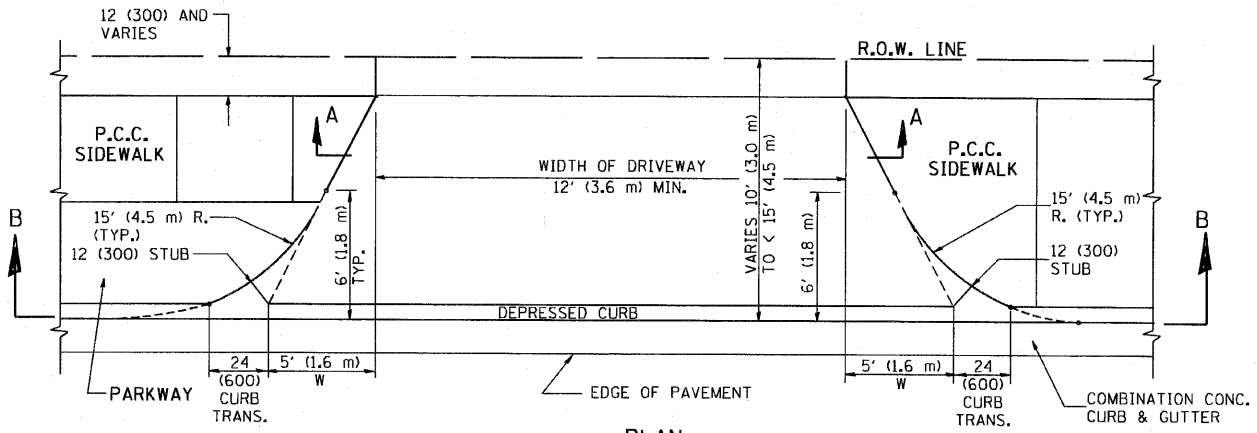 12 (300) AND
VARIES
R.O.W. LINE
A
A
P.C.C.
SIDEWALK
P.C.C.
SIDEWALK
WIDTH OF DRIVEWAY
12' (3.6 m) MIN.
VARIES 10' (3.0 m)
TO < 15' (4.5 m)
B
B
15' (4.5 m) R.
(TYP.)
15' (4.5 m)
R. (TYP.)
12 (300) STUB
12 (300)
STUB
6' (1.8 m)
TYP.
6' (1.8 m)
DEPRESSED CURB
24
(600)
CURB
TRANS.
5' (1.6 m)
W
5' (1.6 m)
W
24
(600)
CURB
TRANS.
PARKWAY
EDGE OF PAVEMENT
COMBINATION CONC.
CURB & GUTTER